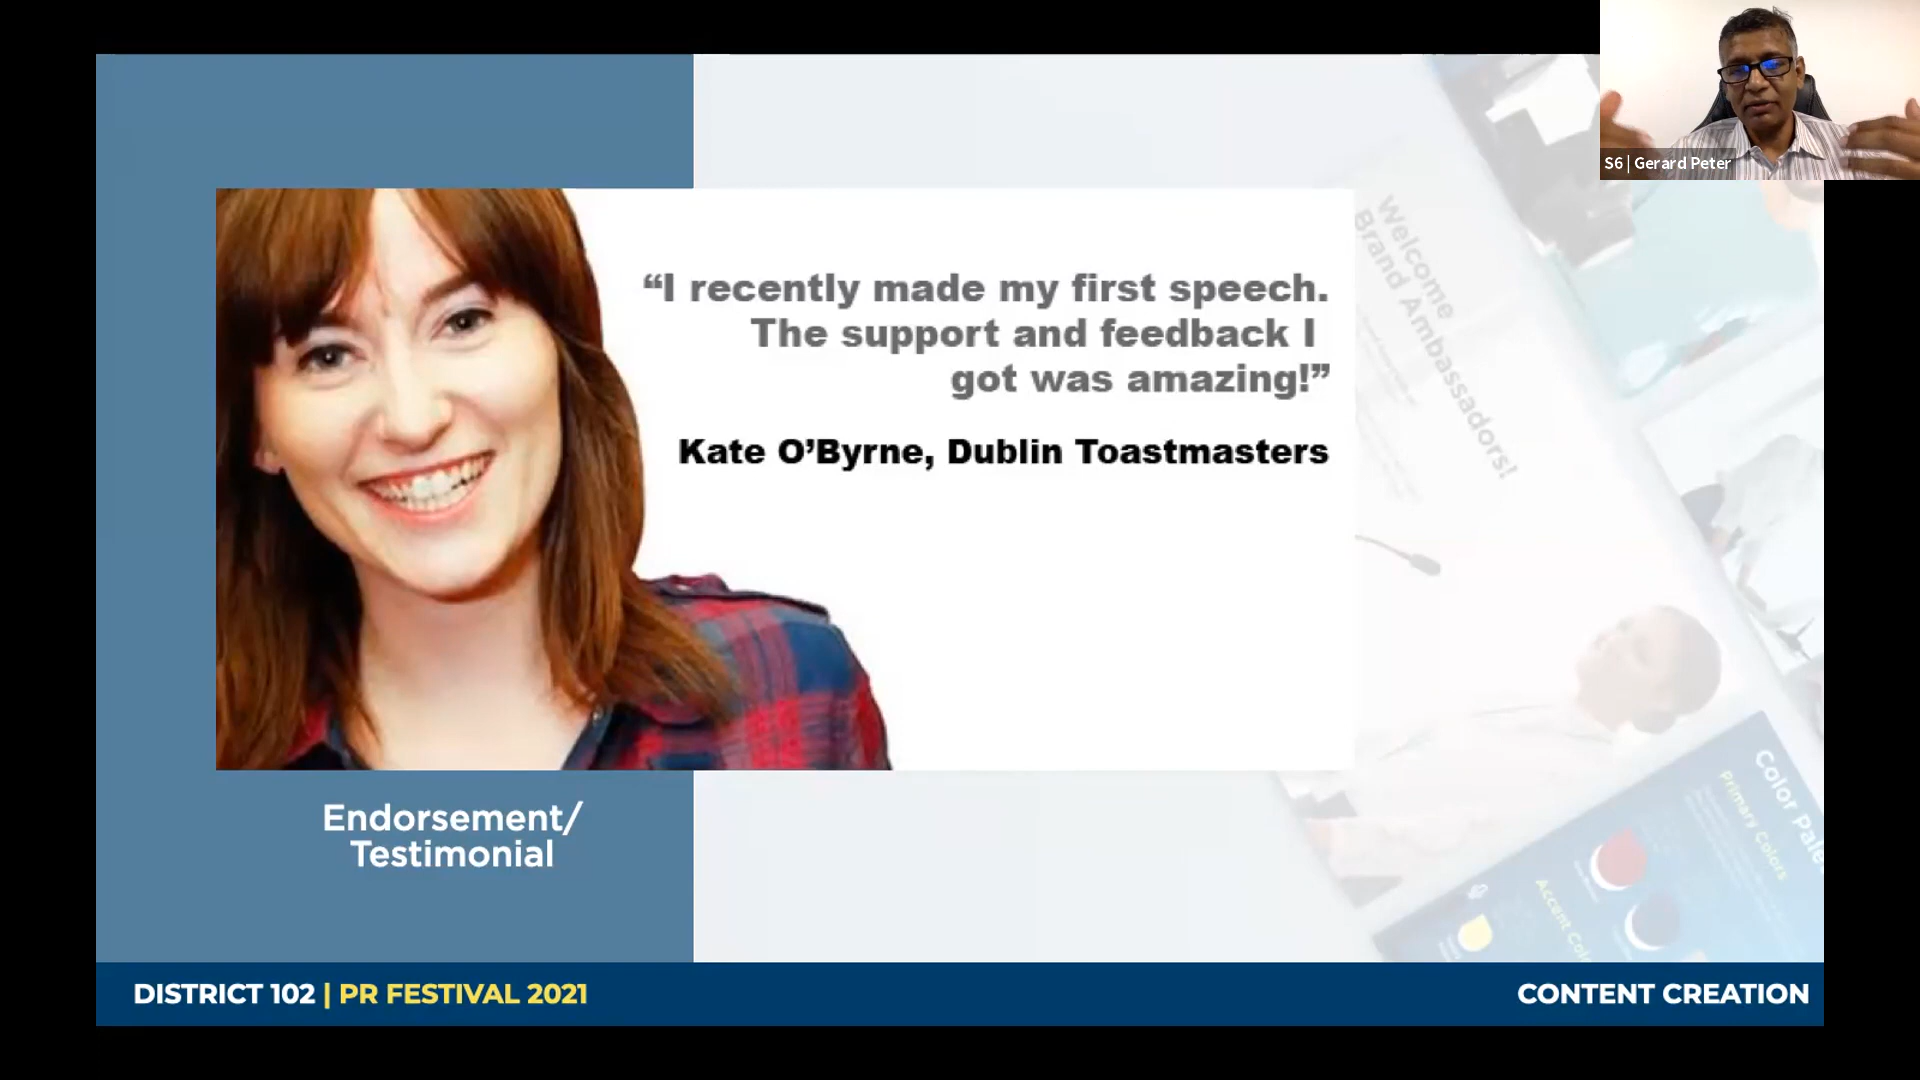 S6 | Gerard Peter
“I recently made my first speech.
The support and feedback I
got was amazing!”
Kate O’Byrne, Dublin Toastmasters
Welcome
Brand Ambassadors!
Endorsement/
Testimonial
Color Pale
Primary Colors
Accent Col
DISTRICT 102 | PR FESTIVAL 2021
CONTENT CREATION